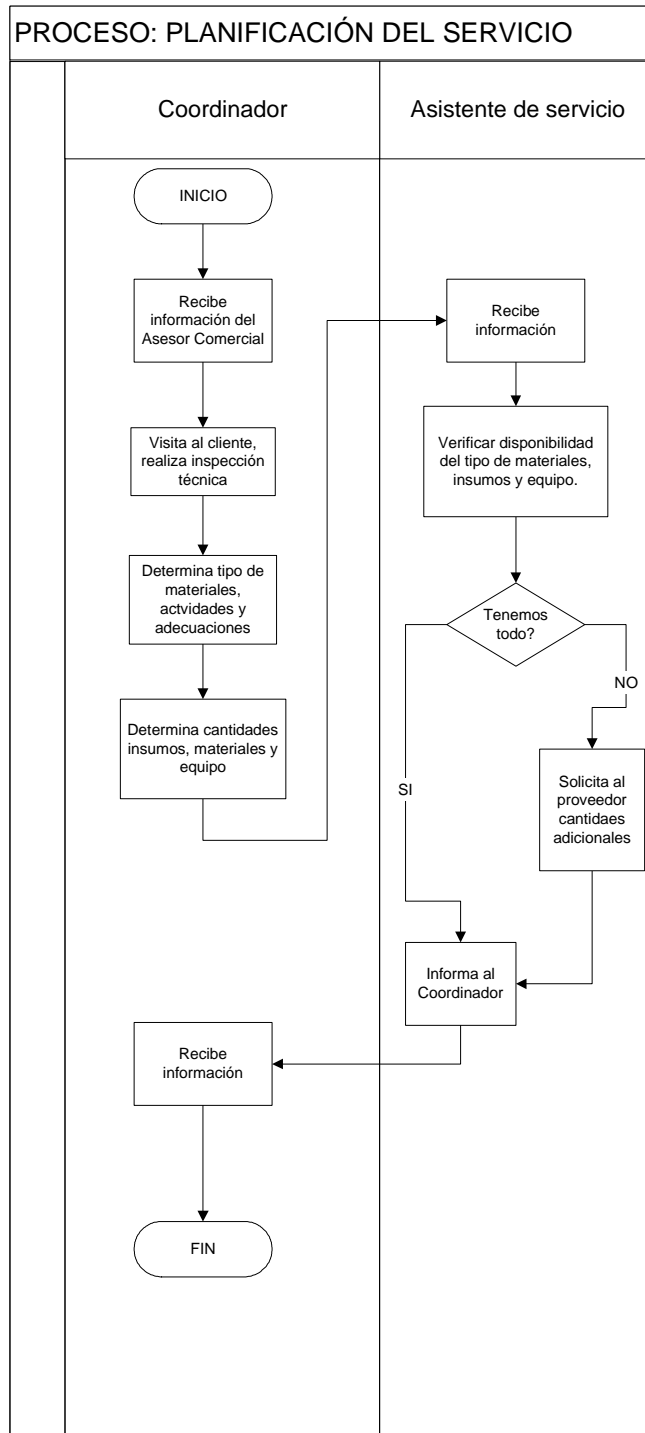 PROCESO: PLANIFICACIÓN DEL SERVICIO
Coordinador
Asistente de servicio
INICIO
Recibe
información del
Asesor Comercial
Visita al cliente,
realiza inspección
técnica
Determina tipo de
materiales,
actvidades y
adecuaciones
Determina cantidades
insumos, materiales y
equipo
Recibe
información
Verificar disponibilidad
del tipo de materiales,
insumos y equipo.
Tenemos
todo?
NO
SI
Solicita al
proveedor
cantidaes
adicionales
Informa al
Coordinador
Recibe
información
FIN